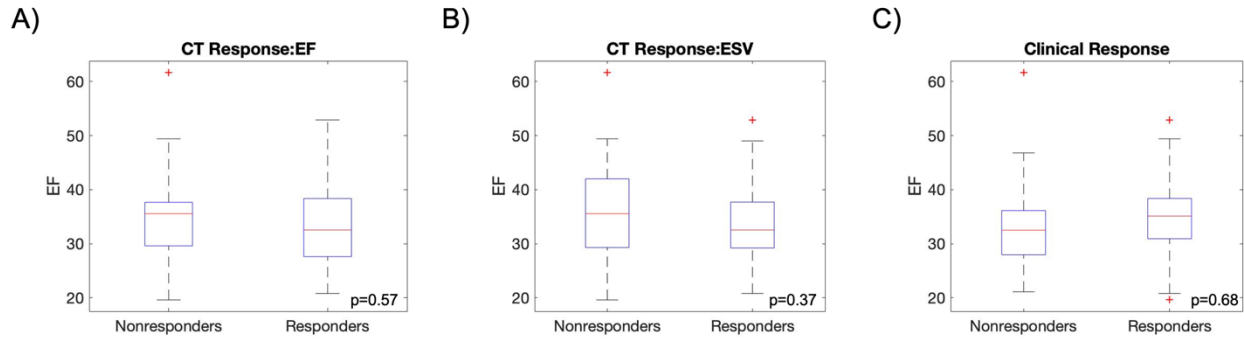 A)
CT Response:EF
EF
60
50
40
30
20
p=0.57
Nonresponders
Responders
B)
CT Response:ESV
EF
60
50
40
30
20
p=0.37
Nonresponders
Responders
C)
Clinical Response
EF
60
50
40
30
20
p=0.68
Nonresponders
Responders